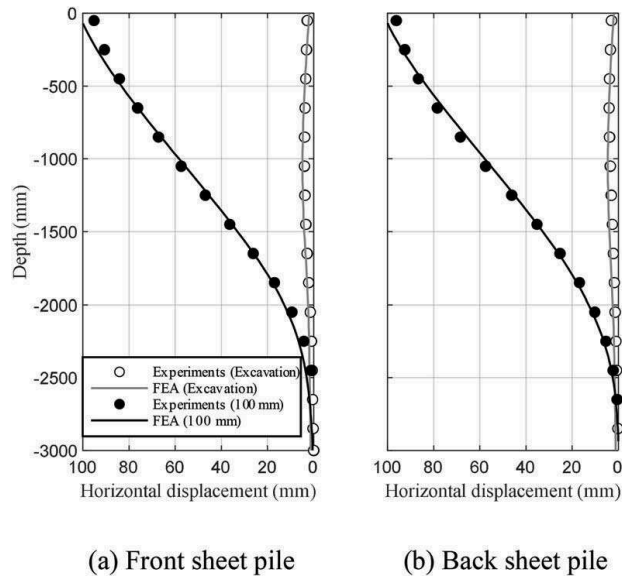 0
-500
-1000
-1500
-2000
-2500
-3000
Depth (mm)
Experiments (Excavation)
FEA (Excavation)
Experiments (100 mm)
FEA (100 mm)
100 80 60 40 20 0
Horizontal displacement (mm)
100 80 60 40 20 0
Horizontal displacement (mm)
(a) Front sheet pile
(b) Back sheet pile